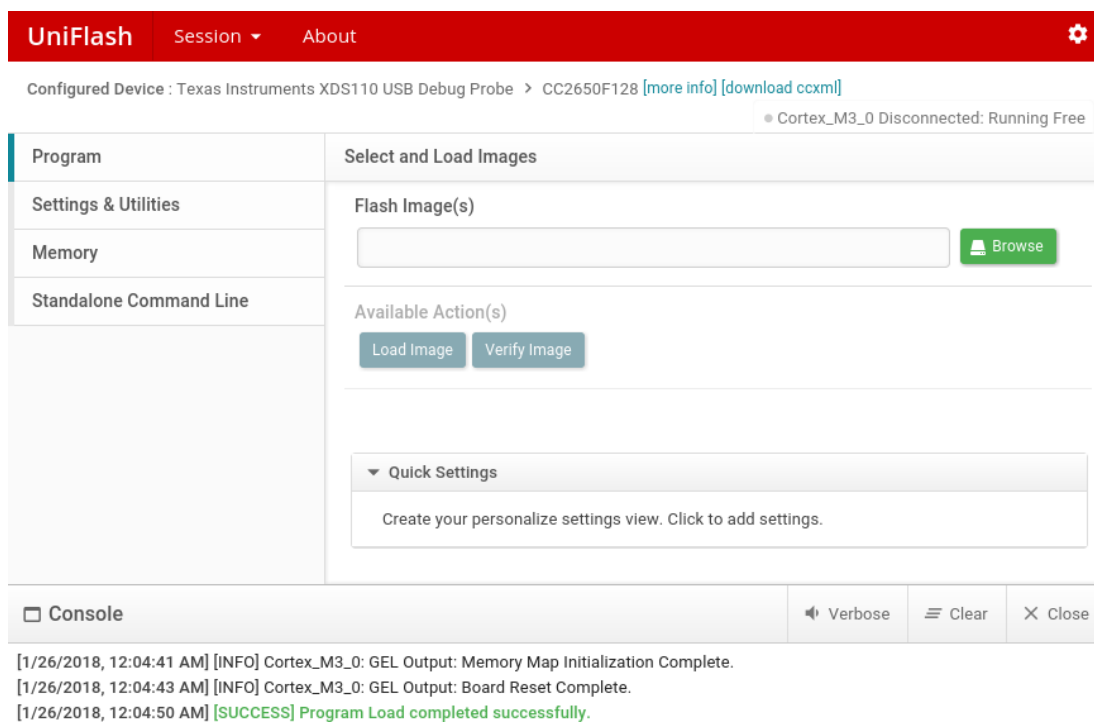 UniFlash Session About
Configured Device : Texas Instruments XDS110 USB Debug Probe > CC2650F128 [more info] [download ccxml]
Cortex_M3_0 Disconnected: Running Free
Program
Select and Load Images
Settings & Utilities
Memory
Standalone Command Line
Flash Image(s)
Browse
Available Action(s)
Load Image Verify Image
Quick Settings
Create your personalize settings view. Click to add settings.
Console Verbose Clear Close
[1/26/2018, 12:04:41 AM] [INFO] Cortex_M3_0: GEL Output: Memory Map Initialization Complete.
[1/26/2018, 12:04:43 AM] [INFO] Cortex_M3_0: GEL Output: Board Reset Complete.
[1/26/2018, 12:04:50 AM] [SUCCESS] Program Load completed successfully.